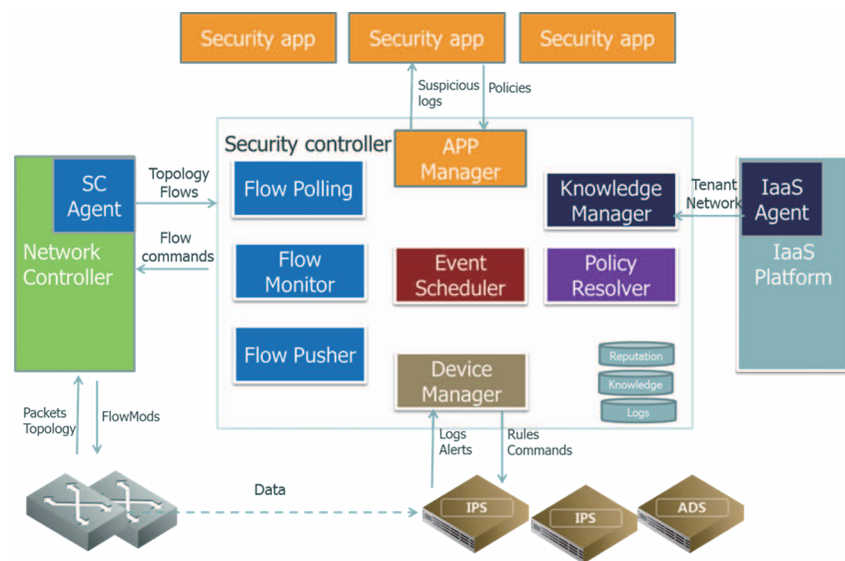 Security app
Security app
Security app
Suspicious
logs
Policies
Security controller
APP
Manager
SC
Agent
Network
Controller
Topology
Flows
Flow
commands
Flow Polling
Flow
Monitor
Flow Pusher
Event
Scheduler
Knowledge
Manager
Policy
Resolver
Tenant
Network
IaaS
Agent
IaaS
Platform
Device
Manager
Reputation
Knowledge
Logs
Packets
Topology
FlowMods
Logs
Alerts
Rules
Commands
Data
IPS
IPS
ADS